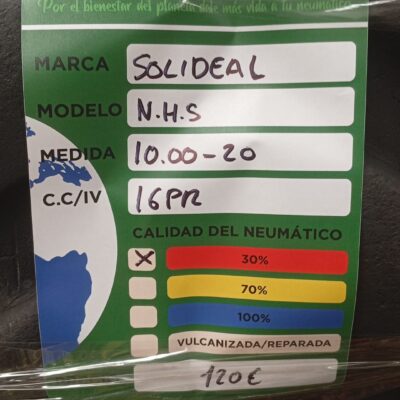 Por el bienestar del planeta dale más vida a tu neumático
MARCA SOLIDEAL
MODELO N.H.S
MEDIDA 10.00-20
C.C/IV 16PR
CALIDAD DEL NEUMÁTICO
X 30%
70%
100%
VULCANIZADA/REPARADA
120€